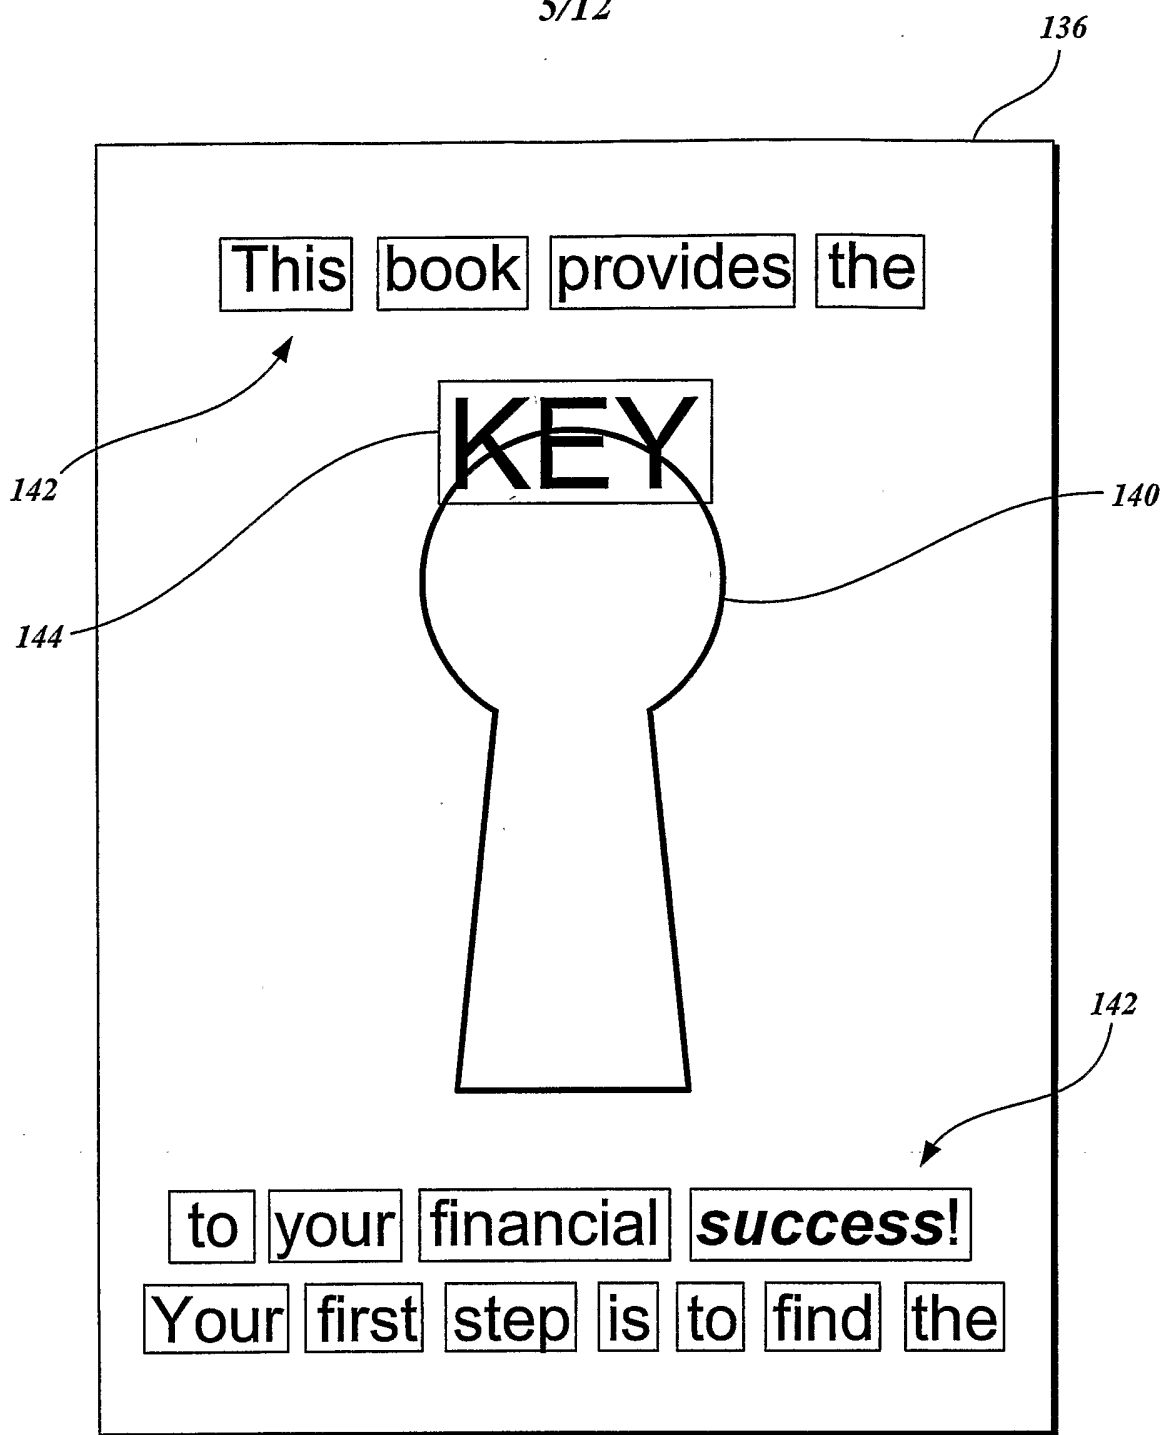 5/12
136
This book provides the
KEY
142
140
144
142
to your financial success!
Your first step is to find the